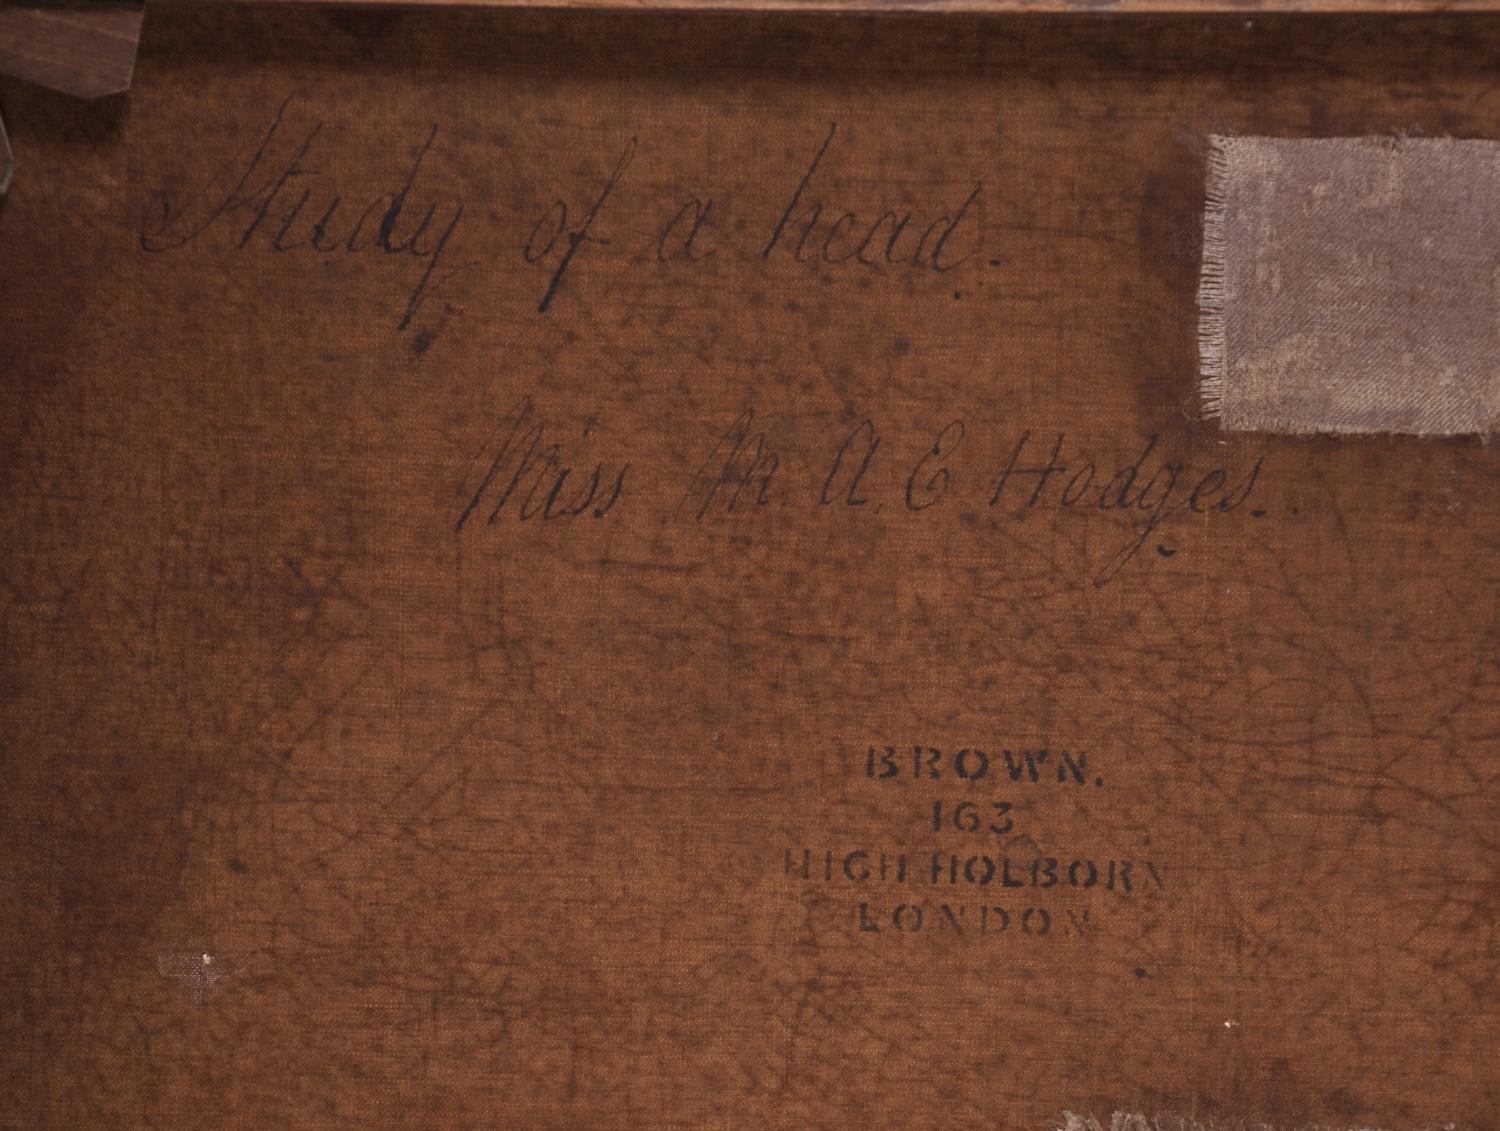 Study of a head.
Miss M. A. E Hodges.
BROWN.
163
HIGH HOLBORN
LONDON